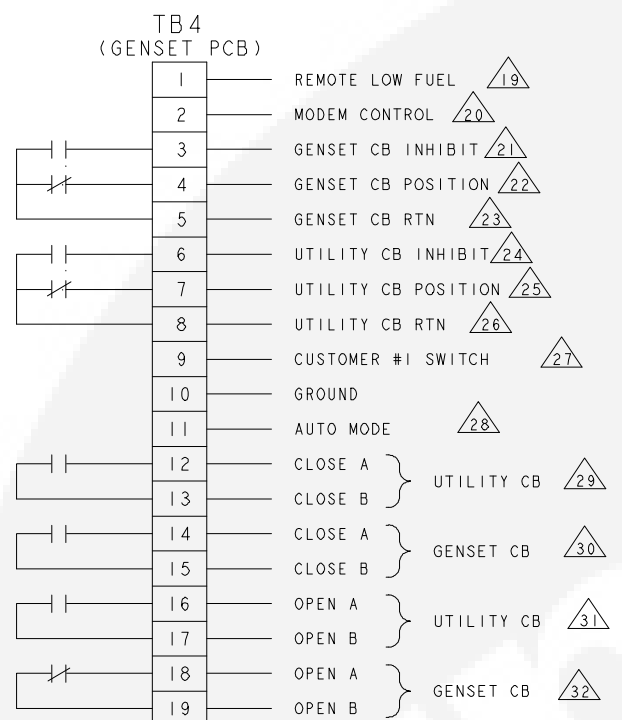 TB4
(GENSET PCB)
1 REMOTE LOW FUEL 19
2 MODEM CONTROL 20
3 GENSET CB INHIBIT 21
4 GENSET CB POSITION 22
5 GENSET CB RTN 23
6 UTILITY CB INHIBIT 24
7 UTILITY CB POSITION 25
8 UTILITY CB RTN 26
9 CUSTOMER #1 SWITCH 27
10 GROUND
11 AUTO MODE 28
12 CLOSE A
UTILITY CB 29
13 CLOSE B
14 CLOSE A
GENSET CB 30
15 CLOSE B
16 OPEN A
UTILITY CB 31
17 OPEN B
18 OPEN A
GENSET CB 32
19 OPEN B